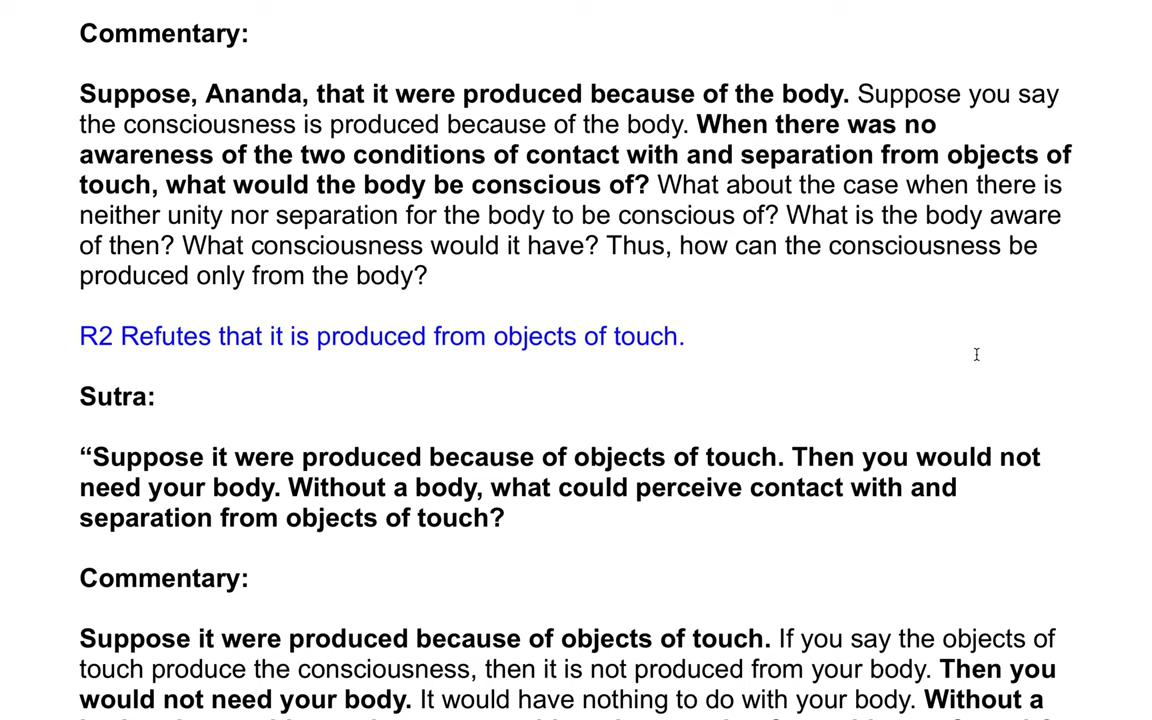 Commentary:
Suppose, Ananda, that it were produced because of the body. Suppose you say
the consciousness is produced because of the body. When there was no
awareness of the two conditions of contact with and separation from objects of
touch, what would the body be conscious of? What about the case when there is
neither unity nor separation for the body to be conscious of? What is the body aware
of then? What consciousness would it have? Thus, how can the consciousness be
produced only from the body?
R2 Refutes that it is produced from objects of touch.
Sutra:
“Suppose it were produced because of objects of touch. Then you would not
need your body. Without a body, what could perceive contact with and
separation from objects of touch?
Commentary:
Suppose it were produced because of objects of touch. If you say the objects of
touch produce the consciousness, then it is not produced from your body. Then you
would not need your body. It would have nothing to do with your body. Without a